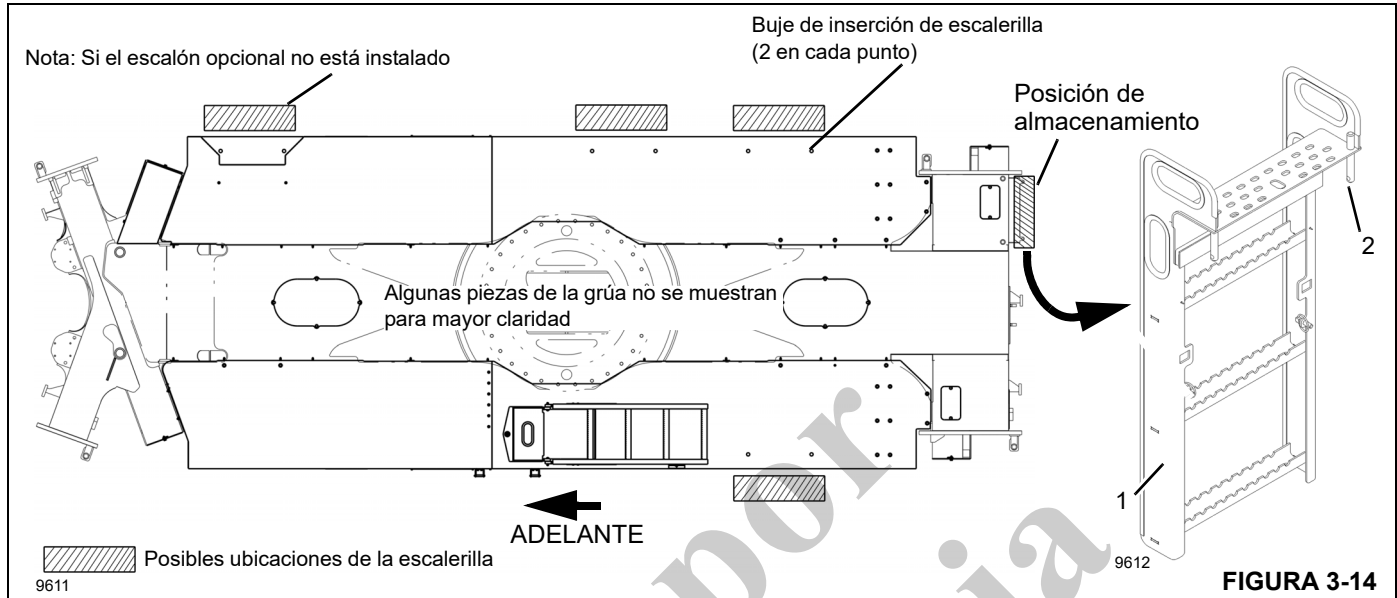 Nota: Si el escalón opcional no está instalado
Buje de inserción de escalerilla
(2 en cada punto)
Posición de
almacenamiento
2
Algunas piezas de la grúa no se muestran
para mayor claridad
1
ADELANTE
Posibles ubicaciones de la escalerilla
9611
9612
FIGURA 3-14
por